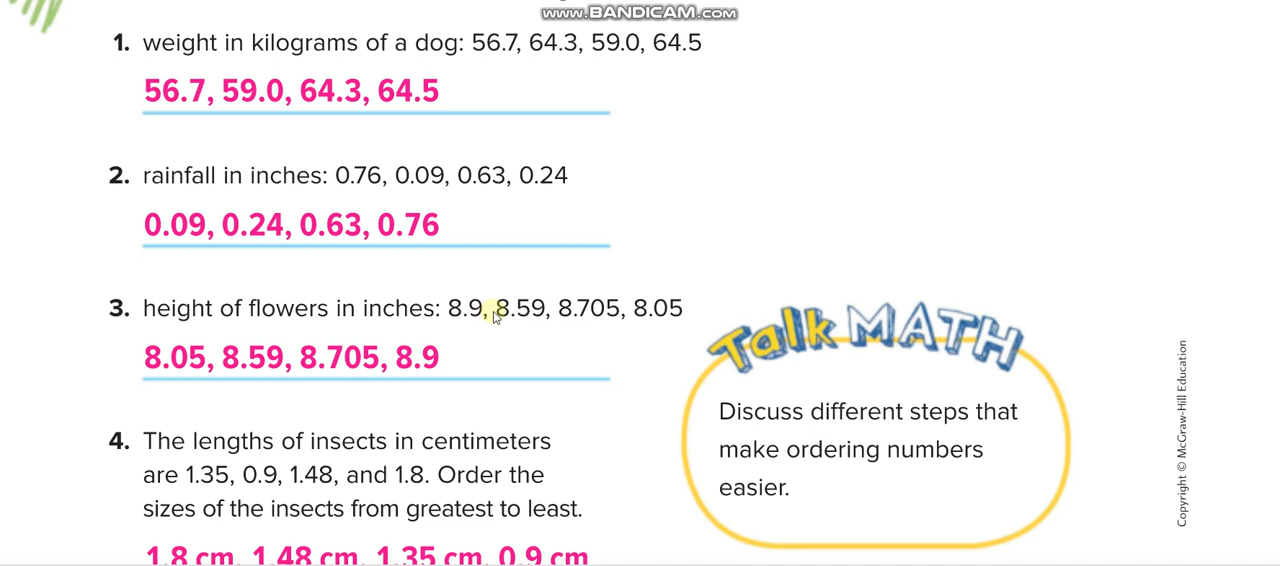 www.BANDICAM.com
1. weight in kilograms of a dog: 56.7, 64.3, 59.0, 64.5
56.7, 59.0, 64.3, 64.5
2. rainfall in inches: 0.76, 0.09, 0.63, 0.24
0.09, 0.24, 0.63, 0.76
3. height of flowers in inches: 8.9, 8.59, 8.705, 8.05
8.05, 8.59, 8.705, 8.9
4. The lengths of insects in centimeters
are 1.35, 0.9, 1.48, and 1.8. Order the
sizes of the insects from greatest to least.
1.8 cm, 1.48 cm, 1.35 cm, 0.9 cm
Talk MATH
Discuss different steps that
make ordering numbers
easier.
Copyright © McGraw-Hill Education